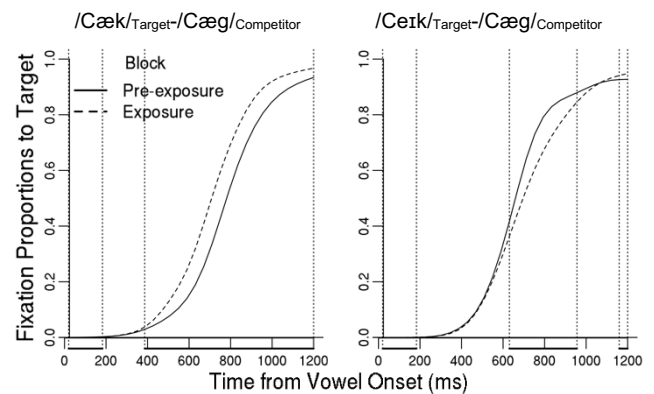 /Cæk/Target-/Cæg/Competitor
/Ceɪk/Target-/Cæg/Competitor
Fixation Proportions to Target
0.0 0.2 0.4 0.6 0.8 1.0
Block
Pre-exposure
Exposure
0 200 400 600 800 1000 1200
0.0 0.2 0.4 0.6 0.8 1.0
0 200 400 600 800 1000 1200
Time from Vowel Onset (ms)